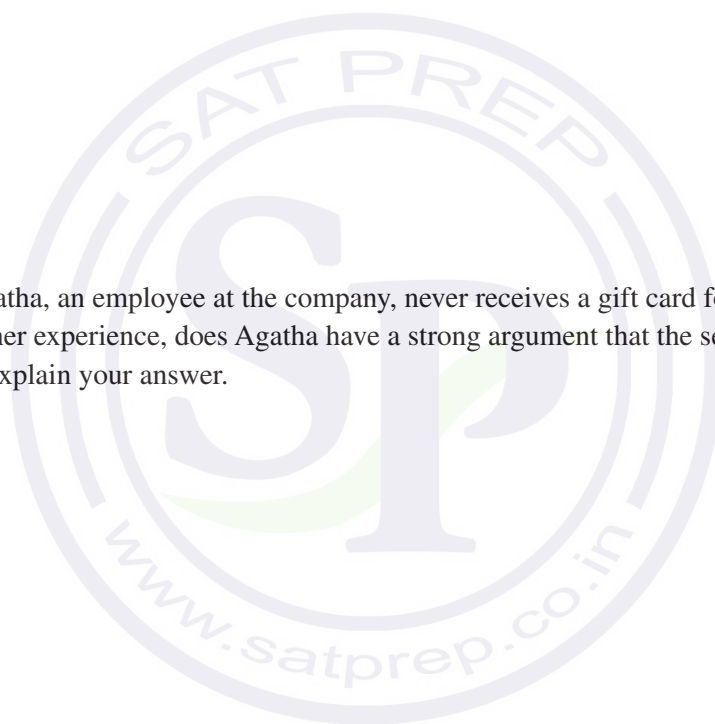 atha, an employee at the company, never receives a gift card f
her experience, does Agatha have a strong argument that the se
xplain your answer.
SAT PREP
SP
www.satprep.co.in